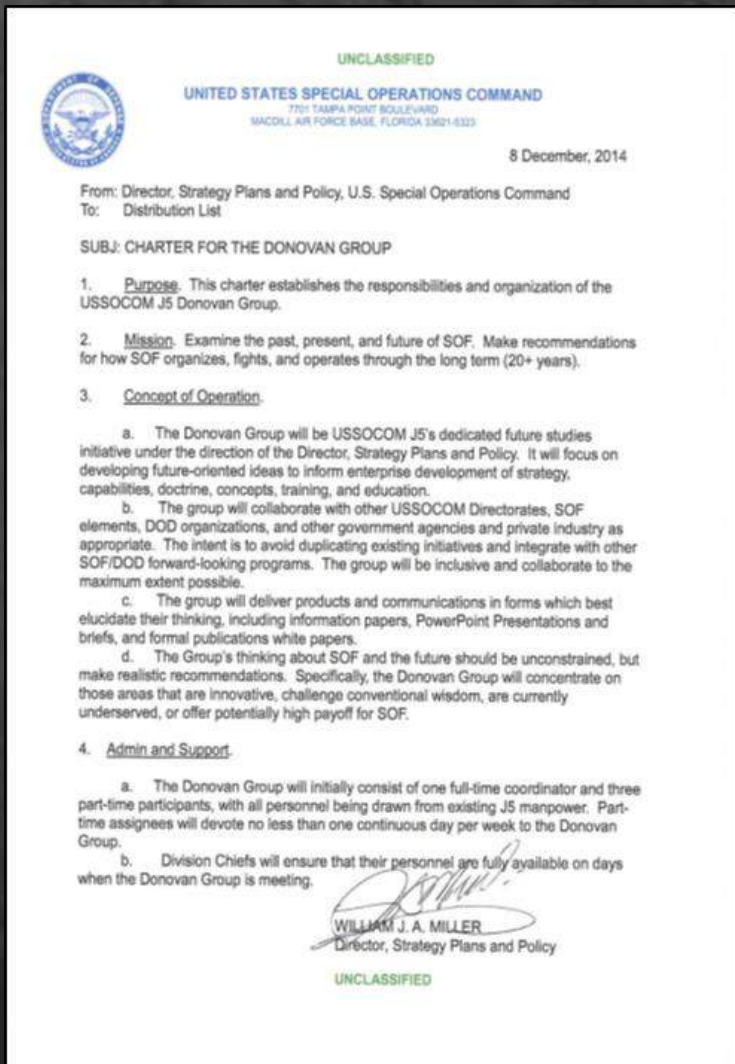 UNCLASSIFIED
UNITED STATES SPECIAL OPERATIONS COMMAND
7701 TAMPA POINT BOULEVARD
MACDILL AIR FORCE BASE, FLORIDA 33621-5323
8 December, 2014
From: Director, Strategy Plans and Policy, U.S. Special Operations Command
To: Distribution List
SUBJ: CHARTER FOR THE DONOVAN GROUP
1. Purpose. This charter establishes the responsibilities and organization of the
USSOCOM J5 Donovan Group.
2. Mission. Examine the past, present, and future of SOF. Make recommendations
for how SOF organizes, fights, and operates through the long term (20+ years).
3. Concept of Operation.
a. The Donovan Group will be USSOCOM J5's dedicated future studies
initiative under the direction of the Director, Strategy Plans and Policy. It will focus on
developing future-oriented ideas to inform enterprise development of strategy,
capabilities, doctrine, concepts, training, and education.
b. The group will collaborate with other USSOCOM Directorates, SOF
elements, DOD organizations, and other government agencies and private industry as
appropriate. The intent is to avoid duplicating existing initiatives and integrate with other
SOF/DOD forward-looking programs. The group will be inclusive and collaborate to the
maximum extent possible.
c. The group will deliver products and communications in forms which best
elucidate their thinking, including information papers, PowerPoint Presentations and
briefs, and formal publications white papers.
d. The Group's thinking about SOF and the future should be unconstrained, but
make realistic recommendations. Specifically, the Donovan Group will concentrate on
those areas that are innovative, challenge conventional wisdom, are currently
underserved, or offer potentially high payoff for SOF.
4. Admin and Support.
a. The Donovan Group will initially consist of one full-time coordinator and three
part-time participants, with all personnel being drawn from existing J5 manpower. Part-
time assignees will devote no less than one continuous day per week to the Donovan
Group.
b. Division Chiefs will ensure that their personnel are fully available on days
when the Donovan Group is meeting.
WILLIAM J. A. MILLER
Director, Strategy Plans and Policy
UNCLASSIFIED